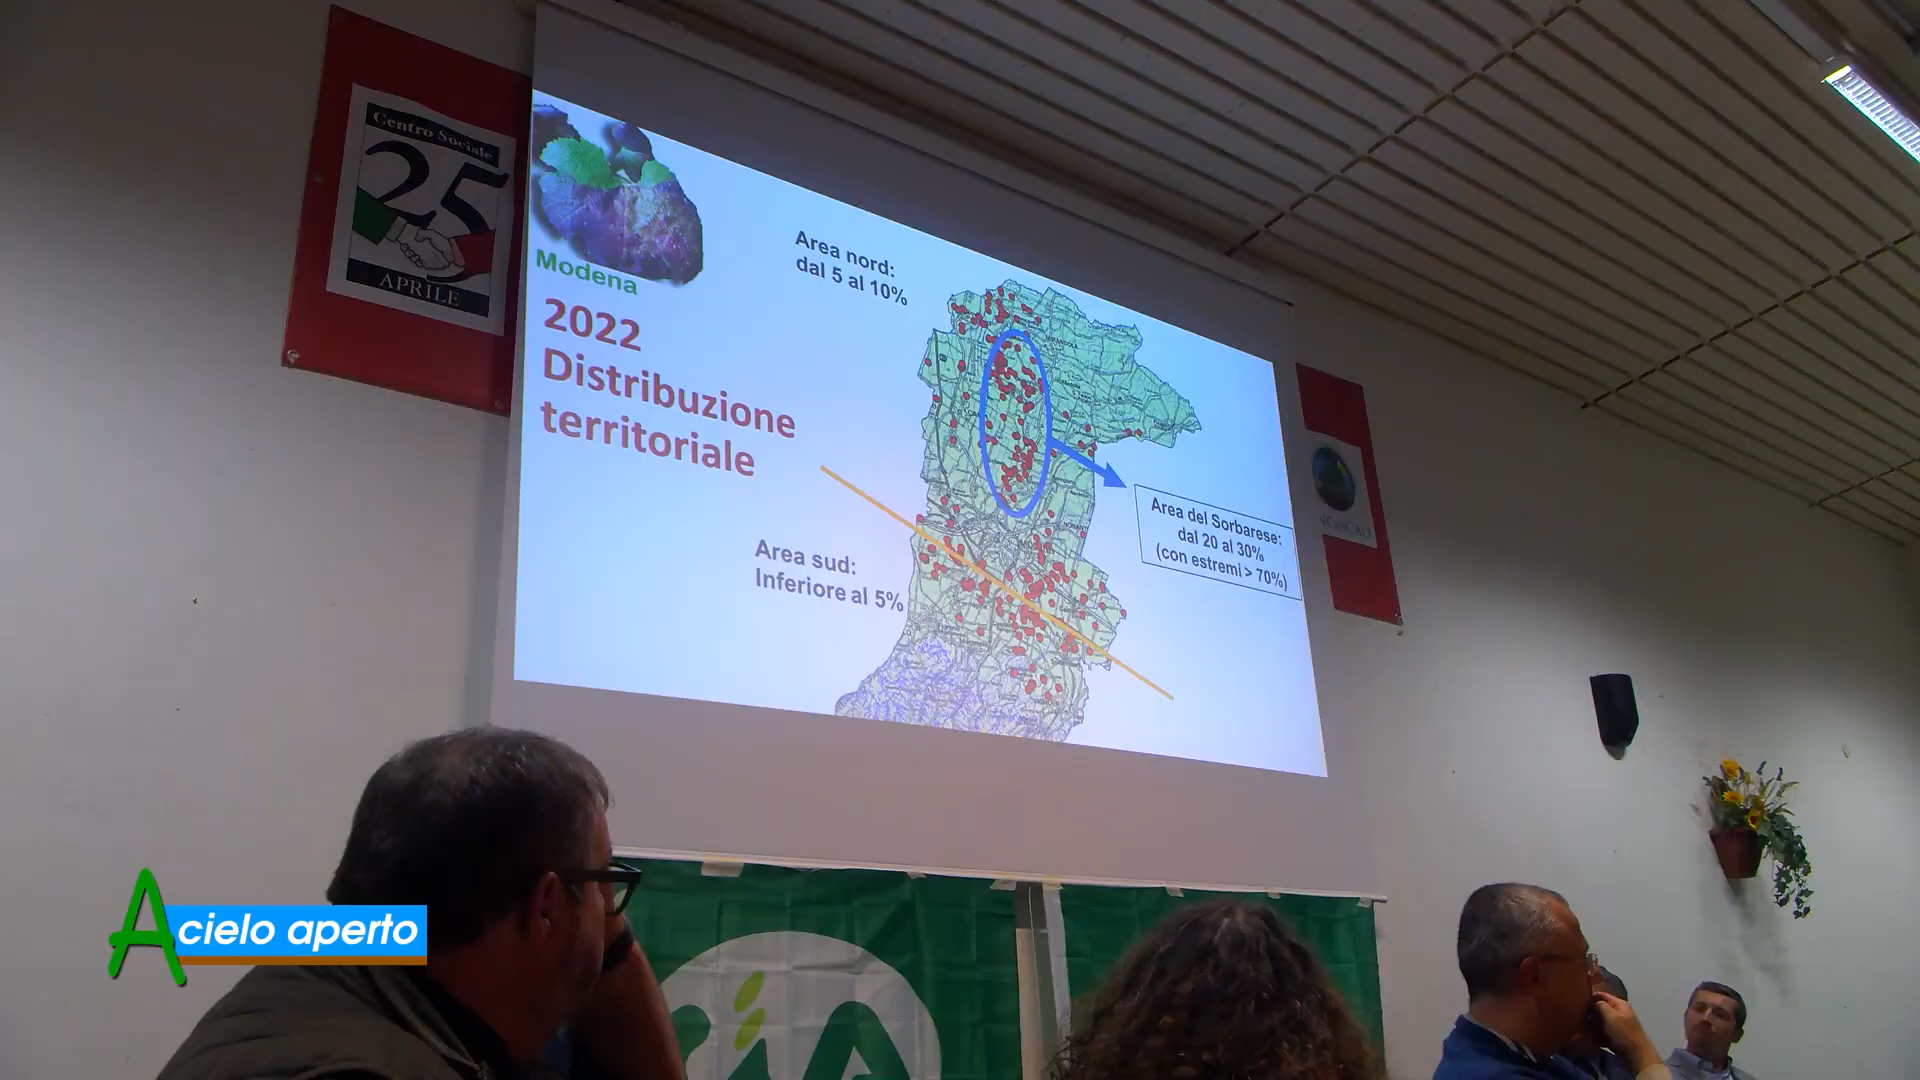 Centro Sociale
25
APRILE
Modena
2022
Distribuzione
territoriale
Area nord:
dal 5 al 10%
Area sud:
Inferiore al 5%
Area del Sorbarese:
dal 20 al 30%
(con estremi > 70%)
A cielo aperto
CIA